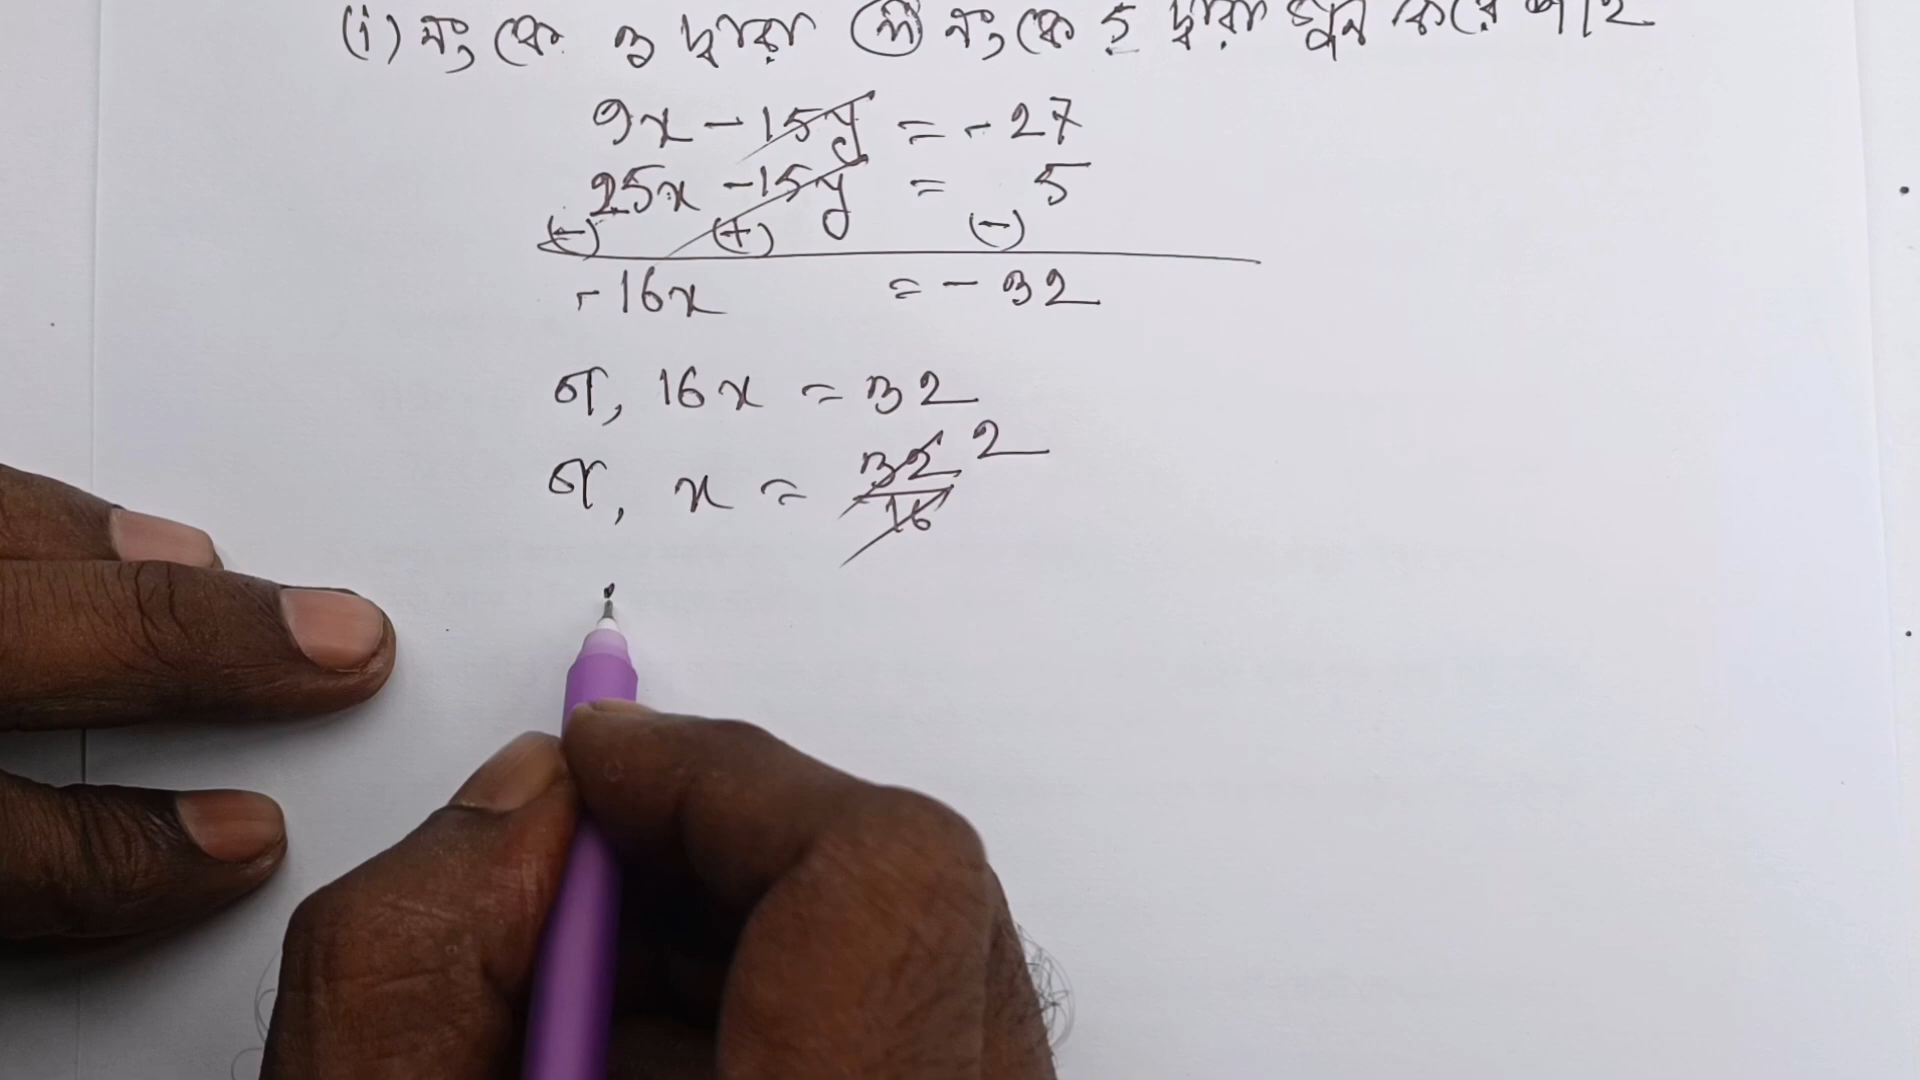 (i) নং কে 3 দ্বারা (ii) নং কে 5 দ্বারা গুন করে পাই
9x - 15y = - 27
25x - 15y = 5
(-) (+) (-)
- 16x = - 32
বা, 16x = 32
বা, x = 32/16 2